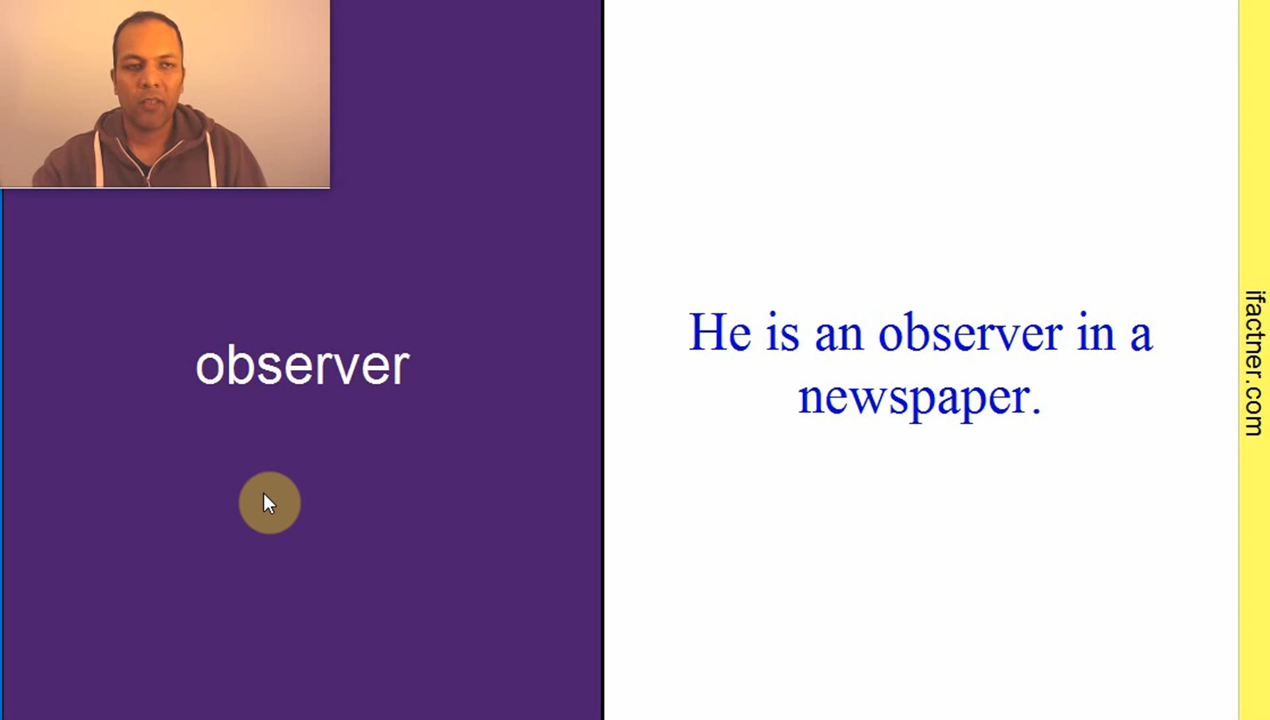 observer
He is an observer in a
newspaper.
ifactner.com